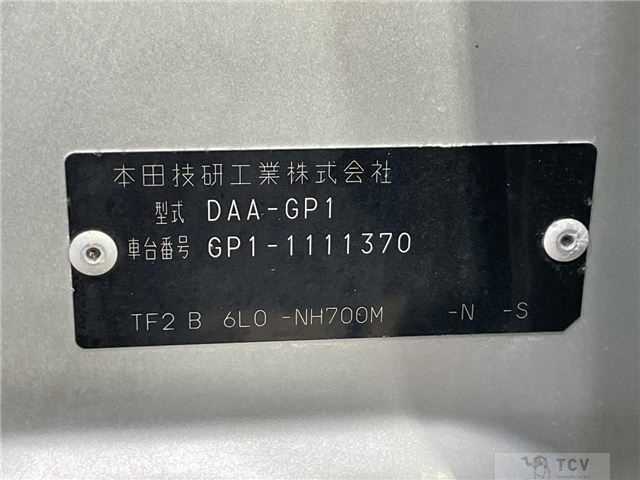 本田技研工業株式会社
型式 DAA-GP1
車台番号 GP1-1111370
TF2 B 6L0 -NH700M -N -S
TCV